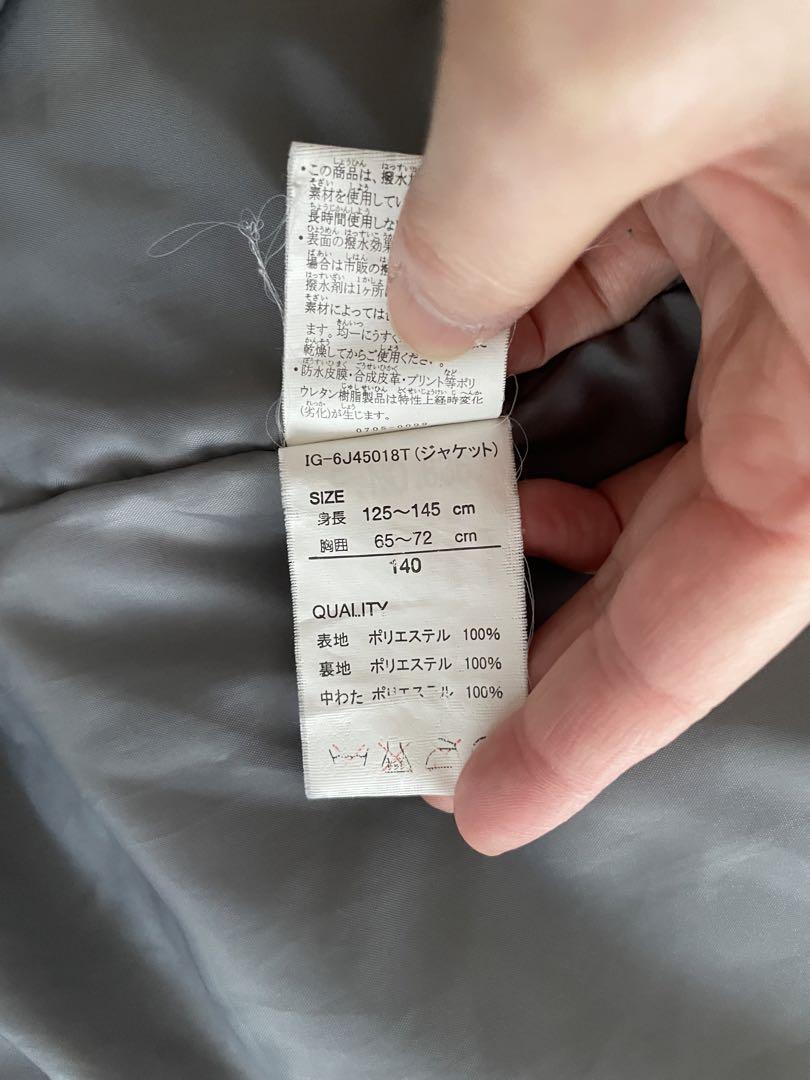 ・この商品は、撥水
素材を使用してい
長時間使用しな
・表面の撥水効果
場合は市販の撥
撥水剤は1ヶ所
素材によっては
ます。均一にうすく
乾燥してからご使用ください。
・防水皮膜・合成皮革・プリント等ポリ
ウレタン樹脂製品は特性上経時変化
(劣化)が生じます。
IG-6J45018T(ジャケット)
SIZE
身長 125～145 cm
胸囲 65～72 cm
140
QUALITY
表地 ポリエステル 100%
裏地 ポリエステル 100%
中わた ポリエステル 100%